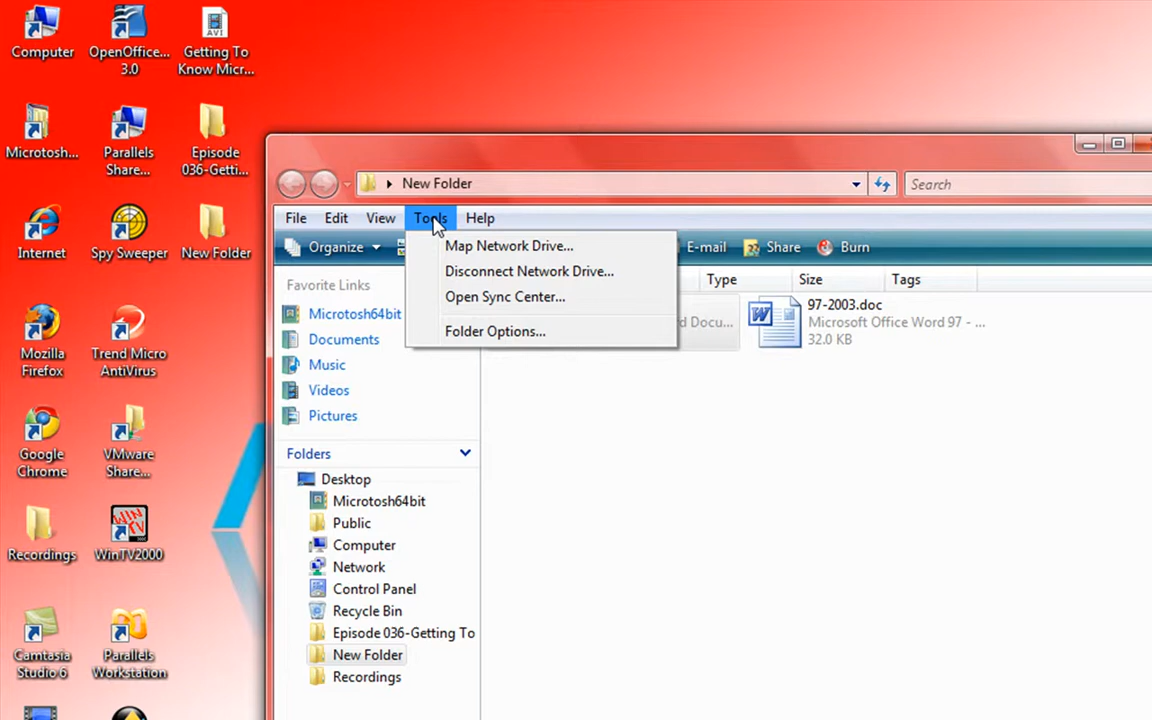 Computer
OpenOffice...
3.0
Getting To
Know Micr...
AVI
Microtosh...
Parallels
Share...
Episode
036-Getti...
Internet
Spy Sweeper
New Folder
Mozilla
Firefox
Trend Micro
AntiVirus
Google
Chrome
VMware
Share...
Recordings
WIN
TV
WinTV2000
Camtasia
Studio 6
Parallels
Workstation
New Folder
Search
File Edit View Tools Help
Organize
E-mail
Share
Burn
Map Network Drive...
Disconnect Network Drive...
Open Sync Center...
Folder Options...
Type
Size
Tags
Favorite Links
Microtosh64bit
Documents
Music
Videos
Pictures
d Docu...
W
97-2003.doc
Microsoft Office Word 97 - ...
32.0 KB
Folders
Desktop
Microtosh64bit
Public
Computer
Network
Control Panel
Recycle Bin
Episode 036-Getting To
New Folder
Recordings